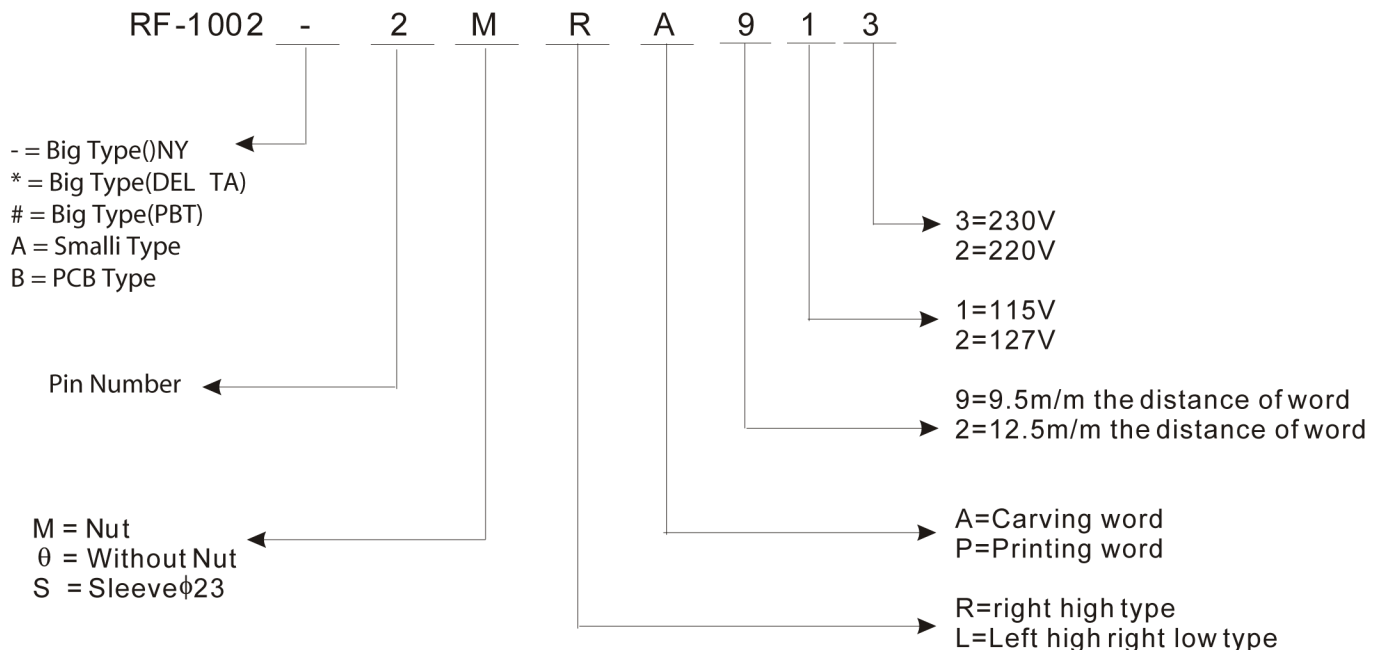 RF-1002 - 2 M R A 9 1 3
- = Big Type()NY
* = Big Type(DEL TA)
# = Big Type(PBT)
A = Smalli Type
B = PCB Type
Pin Number
M = Nut
θ = Without Nut
S = Sleeveϕ23
3=230V
2=220V
1=115V
2=127V
9=9.5m/m the distance of word
2=12.5m/m the distance of word
A=Carving word
P=Printing word
R=right high type
L=Left high right low type